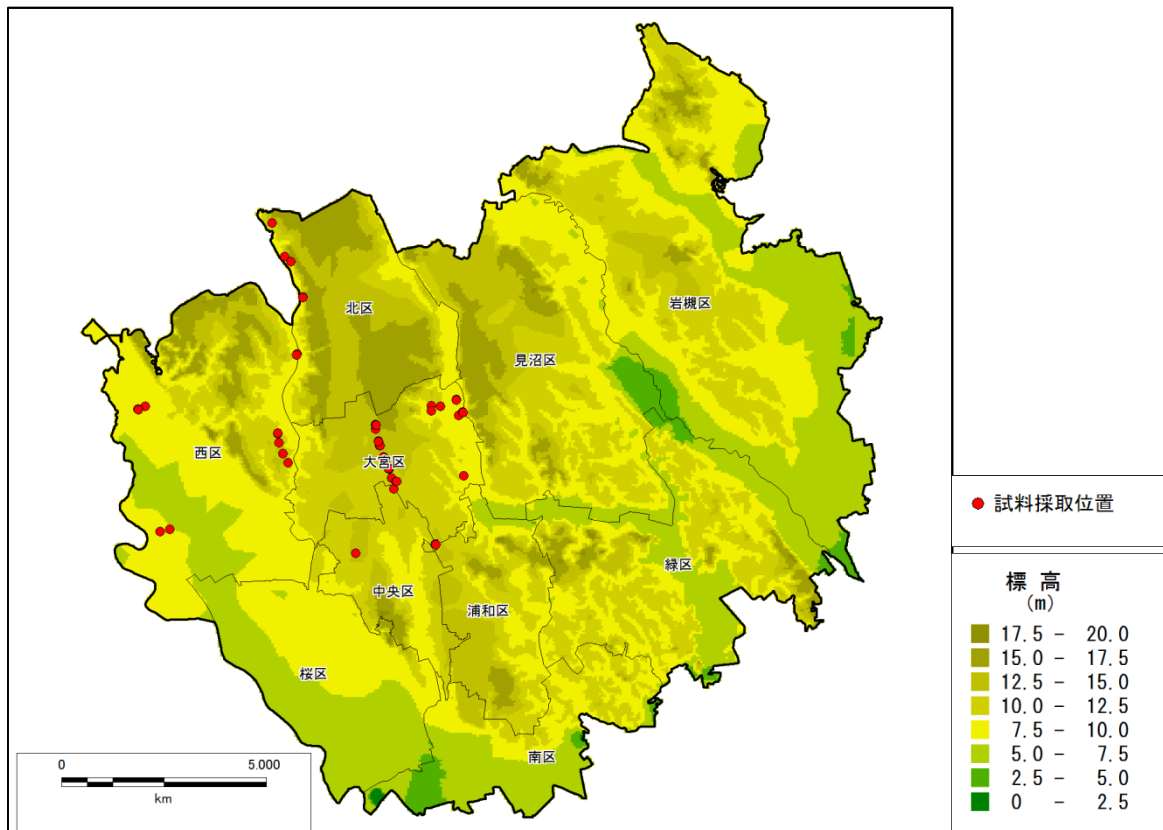 北区
岩槻区
見沼区
西区
大宮区
緑区
中央区
浦和区
桜区
南区
0 5.000
km
試料採取位置
標 高
(m)
17.5 - 20.0
15.0 - 17.5
12.5 - 15.0
10.0 - 12.5
7.5 - 10.0
5.0 - 7.5
2.5 - 5.0
0 - 2.5